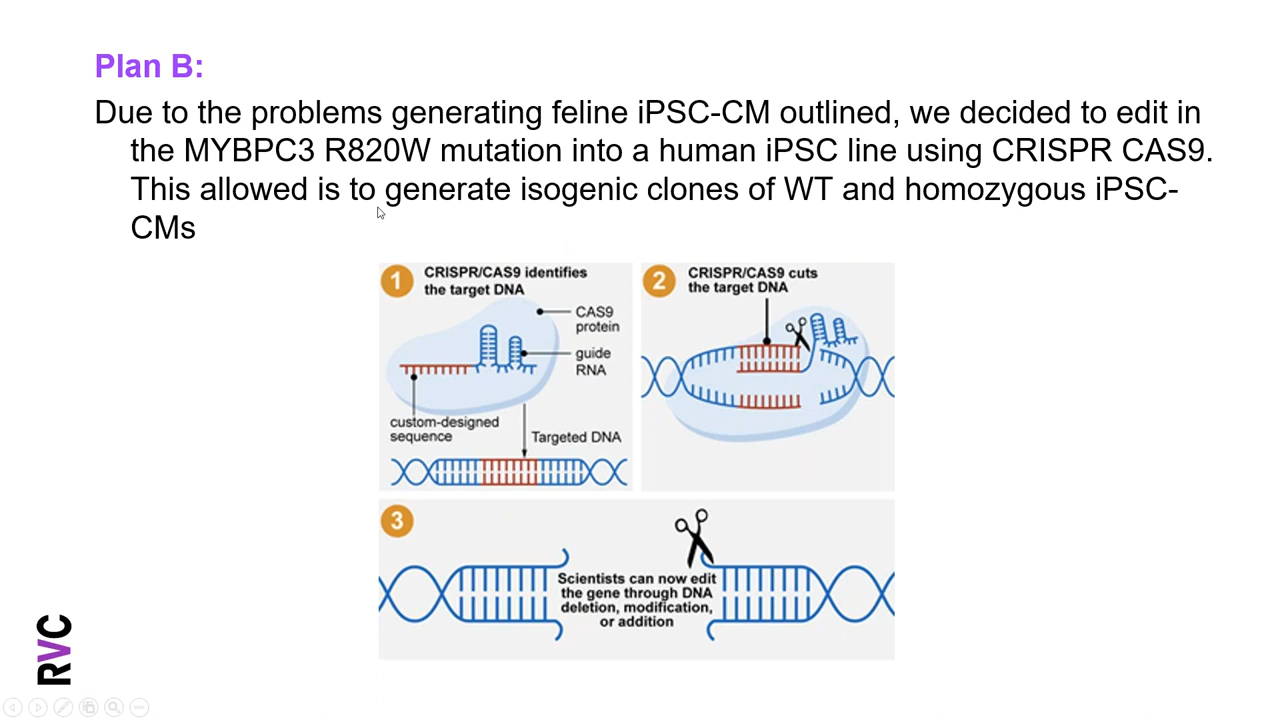 Plan B:
Due to the problems generating feline iPSC-CM outlined, we decided to edit in
the MYBPC3 R820W mutation into a human iPSC line using CRISPR CAS9.
This allowed is to generate isogenic clones of WT and homozygous iPSC-
CMs
1
CRISPR/CAS9 identifies
the target DNA
CAS9
protein
guide
RNA
custom-designed
sequence
Targeted DNA
2
CRISPR/CAS9 cuts
the target DNA
3
Scientists can now edit
the gene through DNA
deletion, modification,
or addition
RVC